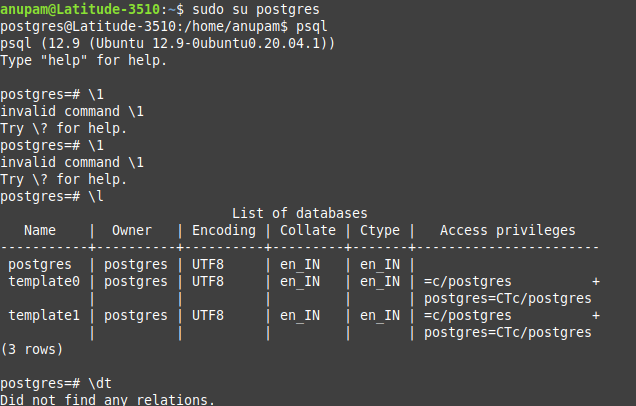 anupam@Latitude-3510:~$ sudo su postgres
postgres@Latitude-3510:/home/anupam$ psql
psql (12.9 (Ubuntu 12.9-0ubuntu0.20.04.1))
Type "help" for help.

postgres=# \1
invalid command \1
Try \? for help.
postgres=# \1
invalid command \1
Try \? for help.
postgres=# \l
                             List of databases
   Name    |  Owner   | Encoding | Collate | Ctype |   Access privileges
-----------+----------+----------+---------+-------+-----------------------
 postgres  | postgres | UTF8     | en_IN   | en_IN |
 template0 | postgres | UTF8     | en_IN   | en_IN | =c/postgres          +
           |          |          |         |       | postgres=CTc/postgres
 template1 | postgres | UTF8     | en_IN   | en_IN | =c/postgres          +
           |          |          |         |       | postgres=CTc/postgres
(3 rows)

postgres=# \dt
Did not find any relations.